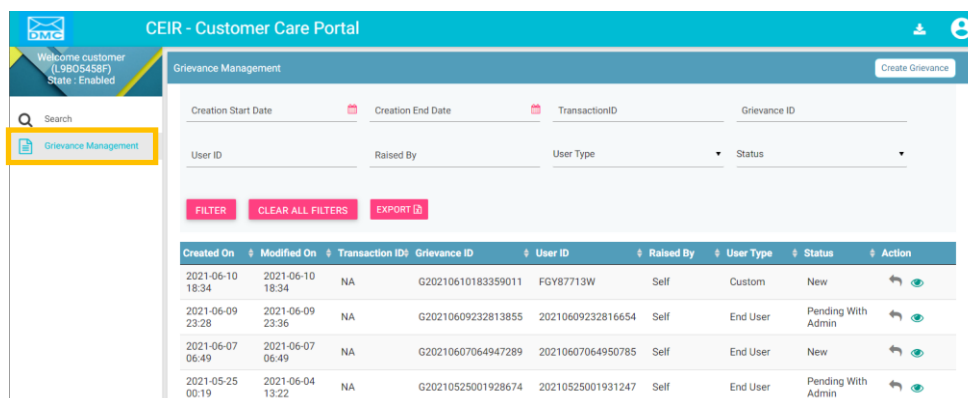 DMC
CEIR - Customer Care Portal
Welcome customer
(L9BO5458F)
State : Enabled
Search
Grievance Management
Grievance Management
Create Grievance
Creation Start Date
Creation End Date
TransactionID
Grievance ID
User ID
Raised By
User Type
Status
FILTER
CLEAR ALL FILTERS
EXPORT
Created On Modified On Transaction ID Grievance ID User ID Raised By User Type Status Action
2021-06-10 18:34 2021-06-10 18:34 NA G20210610183359011 FGY87713W Self Custom New
2021-06-09 23:28 2021-06-09 23:36 NA G20210609232813855 20210609232816654 Self End User Pending With Admin
2021-06-07 06:49 2021-06-07 06:49 NA G20210607064947289 20210607064950785 Self End User New
2021-05-25 00:19 2021-06-04 13:22 NA G20210525001928674 20210525001931247 Self End User Pending With Admin